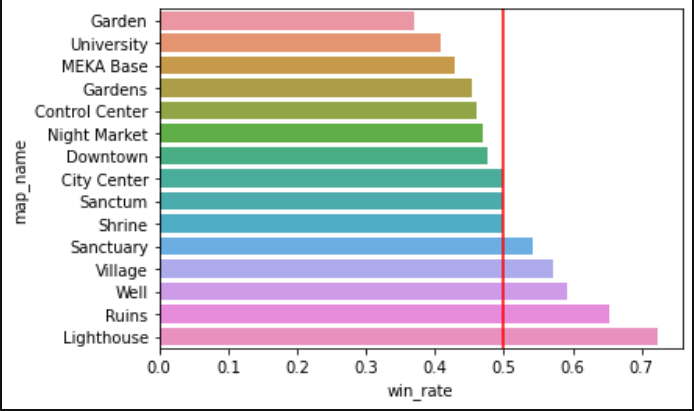 Garden
University
MEKA Base
Gardens
Control Center
Night Market
Downtown
City Center
Sanctum
Shrine
Sanctuary
Village
Well
Ruins
Lighthouse
map_name
0.0 0.1 0.2 0.3 0.4 0.5 0.6 0.7
win_rate